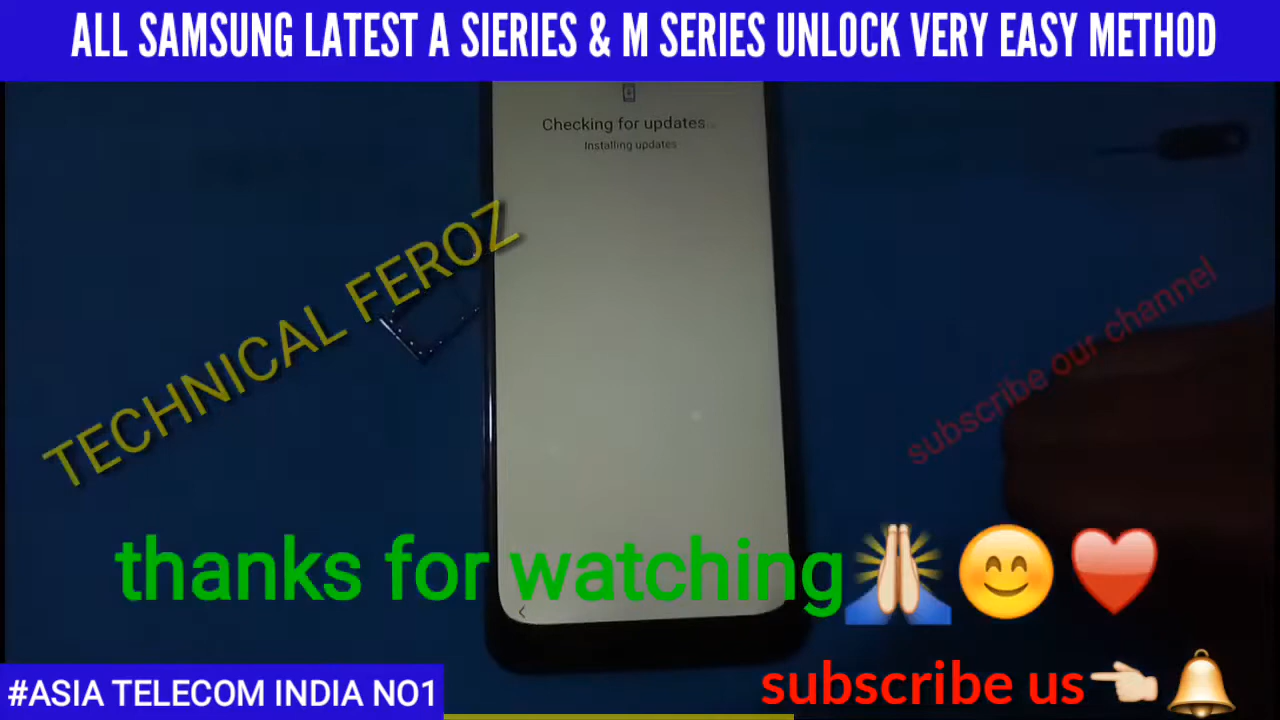 ALL SAMSUNG LATEST A SIERIES & M SERIES UNLOCK VERY EASY METHOD
Checking for updates...
Installing updates
TECHNICAL FEROZ
subscribe our channel
thanks for watching🙏😊❤️
subscribe us👈🏻🔔
#ASIA TELECOM INDIA NO1